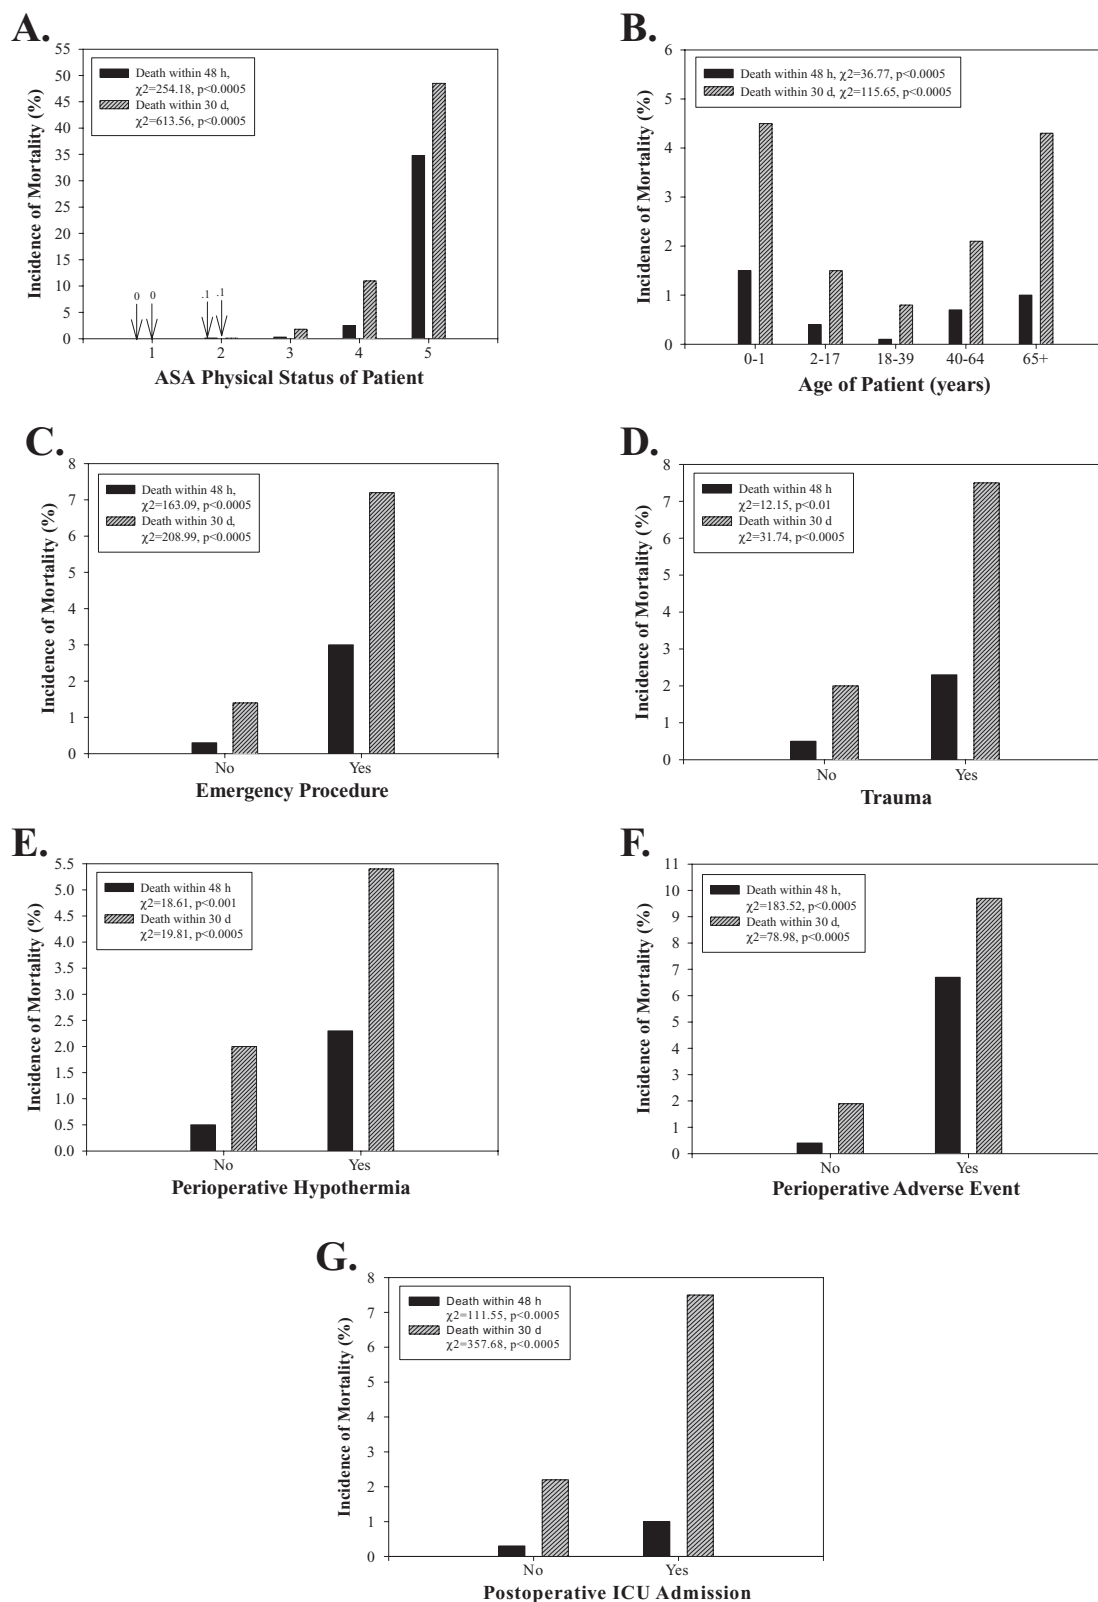 A.
Incidence of Mortality (%)
55
50
45
40
35
30
25
20
15
10
5
0
Death within 48 h,
χ2=254.18, p<0.0005
Death within 30 d,
χ2=613.56, p<0.0005
0 0 .1 .1
1 2 3 4 5
ASA Physical Status of Patient
B.
Incidence of Mortality (%)
6
5
4
3
2
1
0
Death within 48 h, χ2=36.77, p<0.0005
Death within 30 d, χ2=115.65, p<0.0005
0-1 2-17 18-39 40-64 65+
Age of Patient (years)
C.
Incidence of Mortality (%)
8
7
6
5
4
3
2
1
0
Death within 48 h,
χ2=163.09, p<0.0005
Death within 30 d,
χ2=208.99, p<0.0005
No Yes
Emergency Procedure
D.
Incidence of Mortality (%)
8
7
6
5
4
3
2
1
0
Death within 48 h
χ2=12.15, p<0.01
Death within 30 d
χ2=31.74, p<0.0005
No Yes
Trauma
E.
Incidence of Mortality (%)
5.5
5.0
4.5
4.0
3.5
3.0
2.5
2.0
1.5
1.0
0.5
0.0
Death within 48 h
χ2=18.61, p<0.001
Death within 30 d
χ2=19.81, p<0.0005
No Yes
Perioperative Hypothermia
F.
Incidence of Mortality (%)
11
10
9
8
7
6
5
4
3
2
1
0
Death within 48 h,
χ2=183.52, p<0.0005
Death within 30 d,
χ2=78.98, p<0.0005
No Yes
Perioperative Adverse Event
G.
Incidence of Mortality (%)
8
7
6
5
4
3
2
1
0
Death within 48 h
χ2=111.55, p<0.0005
Death within 30 d
χ2=357.68, p<0.0005
No Yes
Postoperative ICU Admission